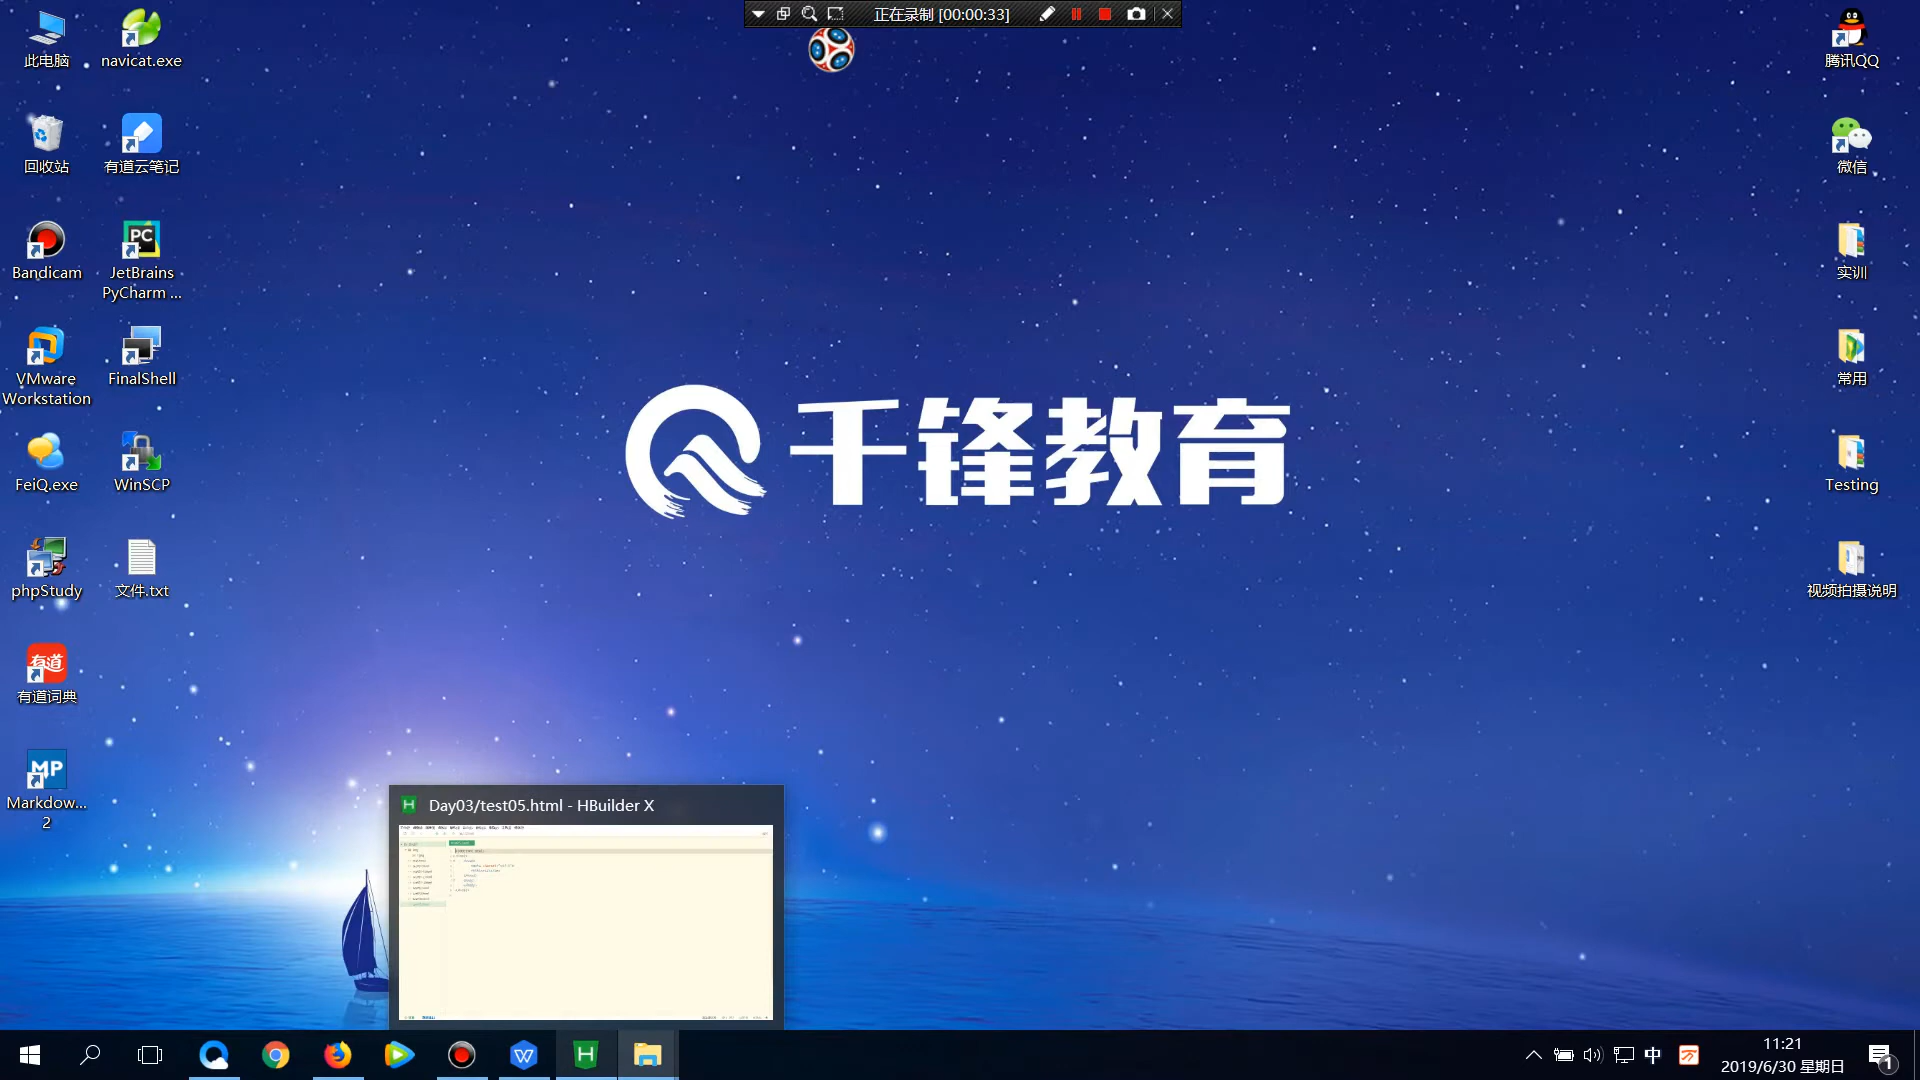 正在录制 [00:00:33]
此电脑
navicat.exe
腾讯QQ
回收站
有道云笔记
微信
PC
Bandicam
JetBrains
PyCharm ...
实训
VMware
Workstation
FinalShell
常用
千锋教育
FeiQ.exe
WinSCP
Testing
phpStudy
文件.txt
视频拍摄说明
有道
有道词典
MP
Markdow...
2
H
Day03/test05.html - HBuilder X
W
H
中
11:21
2019/6/30 星期日
1